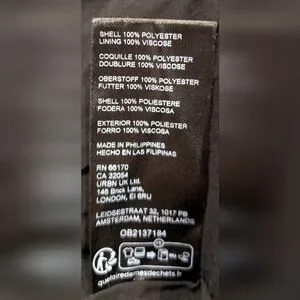 SHELL 100% POLYESTER
LINING 100% VISCOSE
COQUILLE 100% POLYESTER
DOUBLURE 100% VISCOSE
OBERSTOFF 100% POLYESTER
FUTTER 100% VISKOSE
SHELL 100% POLIESTERE
FODERA 100% VISCOSA
EXTERIOR 100% POLIESTER
FORRO 100% VISCOSA
MADE IN PHILIPPINES
HECHO EN LAS FILIPINAS
RN 66170
CA 32054
URBN UK Ltd.
146 Brick Lane,
LONDON, E1 6RU
LEIDSESTRAAT 32, 1017 PB
AMSTERDAM, NETHERLANDS
OB2137184
quefairedemesdechets.fr